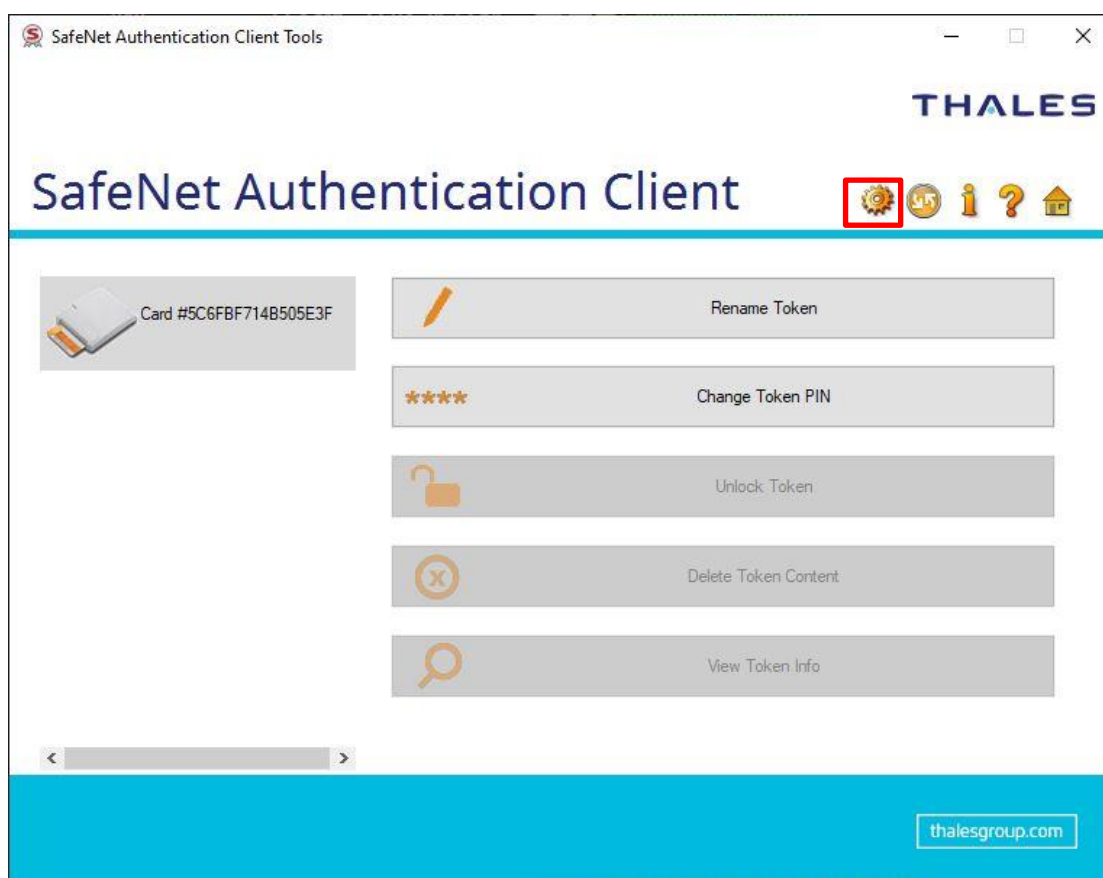 SafeNet Authentication Client Tools
THALES
SafeNet Authentication Client
Card #5C6FBF714B505E3F
Rename Token
**** Change Token PIN
Unlock Token
Delete Token Content
View Token Info
thalesgroup.com